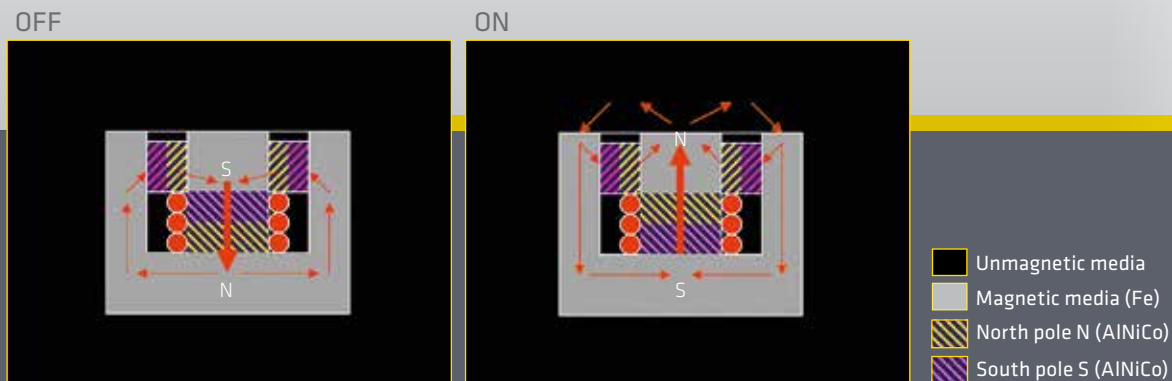 OFF
ON
S
N
N
S
Unmagnetic media
Magnetic media (Fe)
North pole N (AlNiCo)
South pole S (AlNiCo)